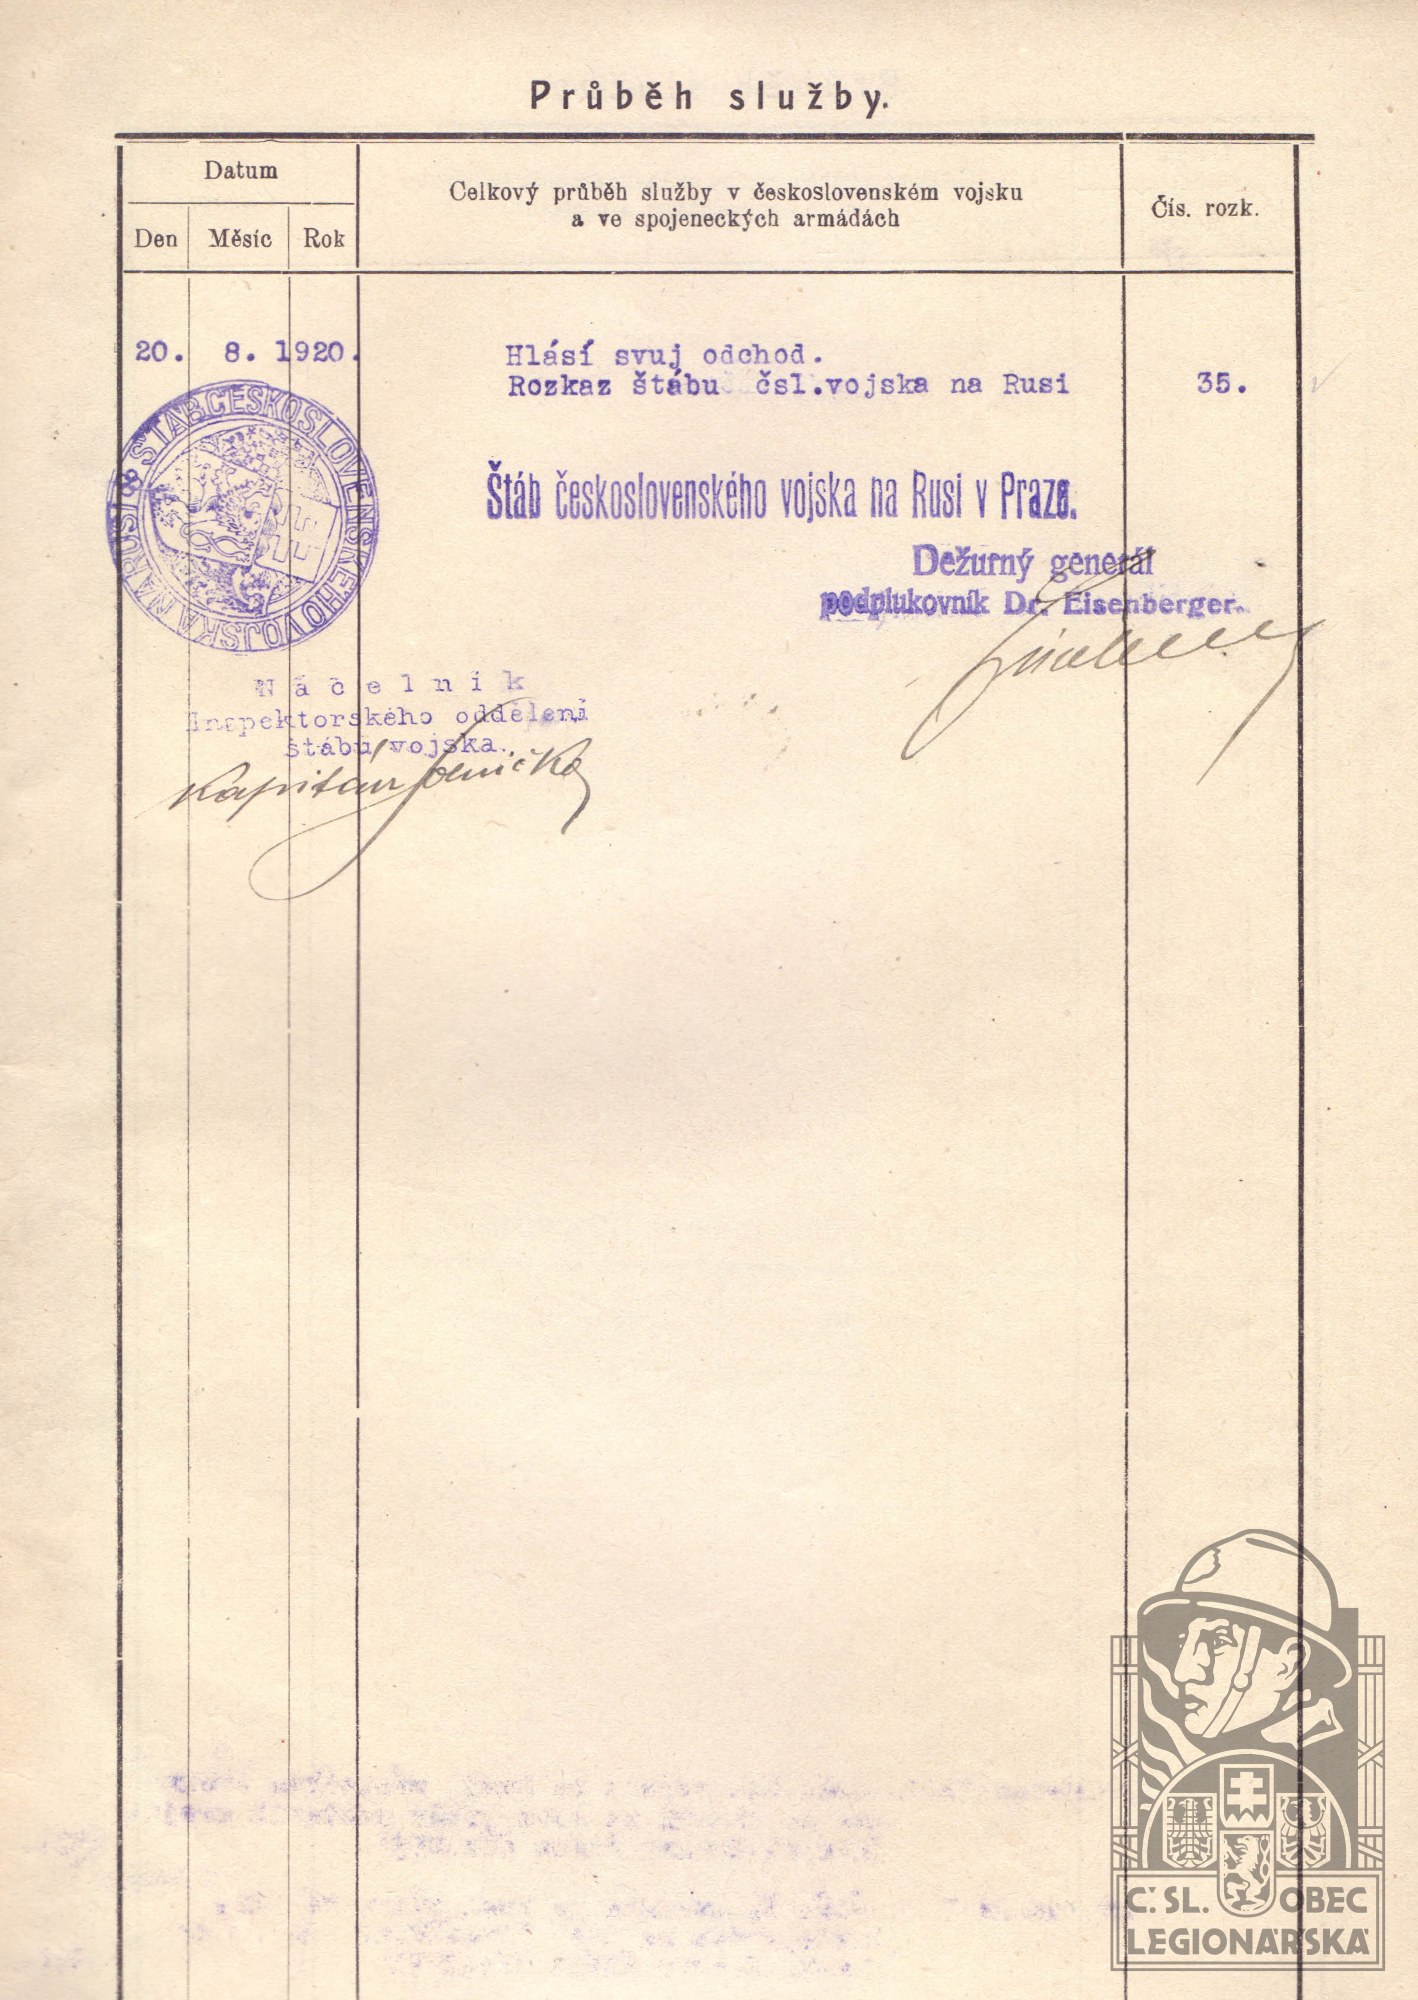 Průběh služby.
Datum
Celkový průběh služby v československém vojsku
a ve spojeneckých armádách
Čís. rozk.
Den Měsíc Rok
20. 8. 1920.
Hlásí svuj odchod.
Rozkaz štábu čsl.vojska na Rusi 35.
ŠTÁB ČESKOSLOVENSKÉHO VOJSKA NA RUSI
Štáb československého vojska na Rusi v Praze.
Dežurný generál
podplukovník Dr. Eisenberger.
Náčelník
Inspektorského oddělení
štábu vojska.
Kapitán
Č.SL. OBEC
LEGIONÁŘSKÁ